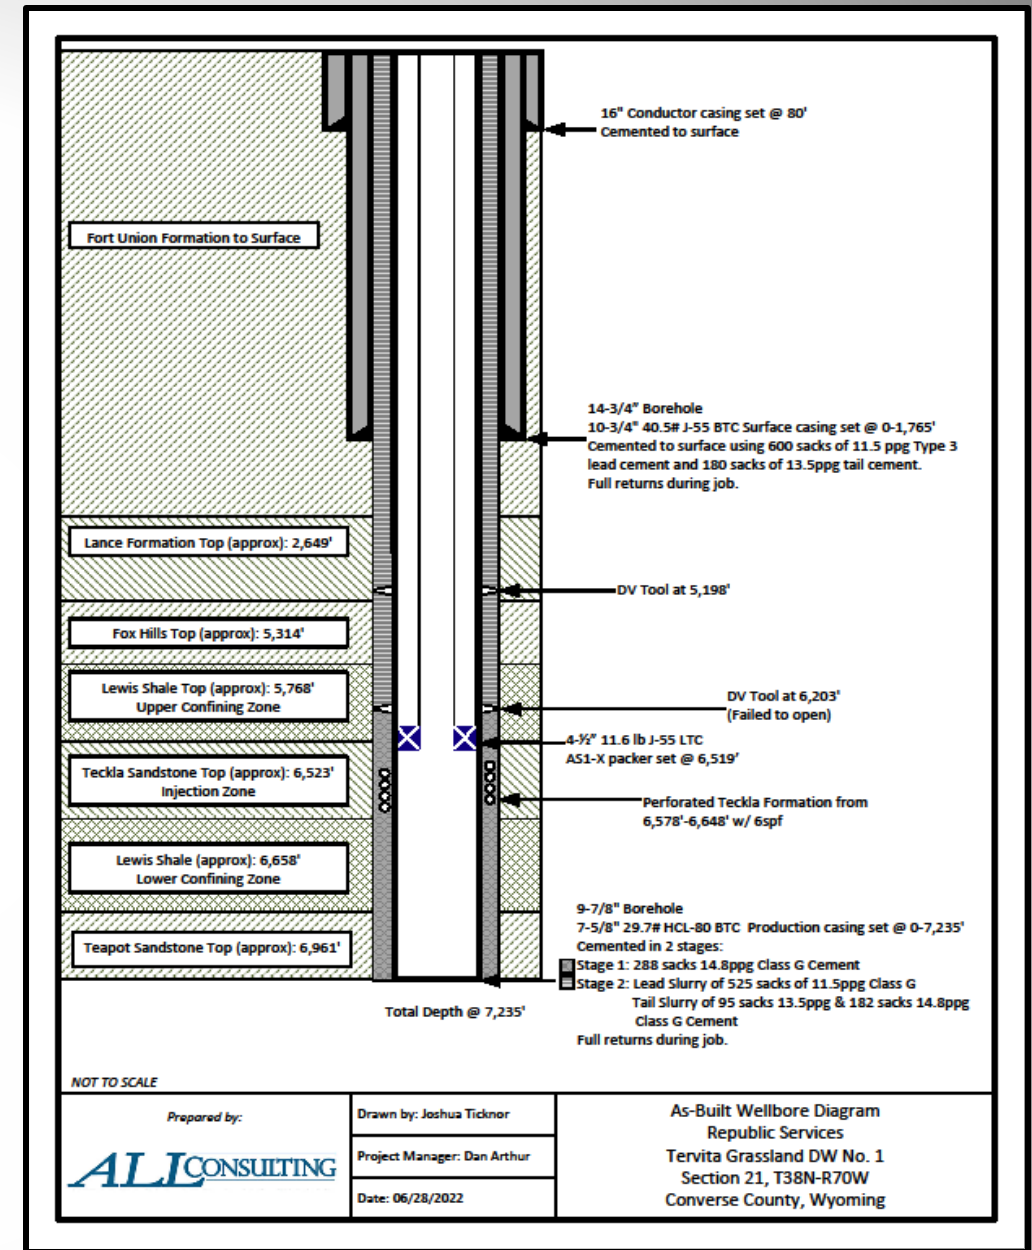 16" Conductor casing set @ 80'
Cemented to surface
Fort Union Formation to Surface
14-3/4" Borehole
10-3/4" 40.5# J-55 BTC Surface casing set @ 0-1,765'
Cemented to surface using 600 sacks of 11.5 ppg Type 3
lead cement and 180 sacks of 13.5ppg tail cement.
Full returns during job.
Lance Formation Top (approx): 2,649'
DV Tool at 5,198'
Fox Hills Top (approx): 5,314'
Lewis Shale Top (approx): 5,768'
Upper Confining Zone
DV Tool at 6,203'
(Failed to open)
4-½" 11.6 lb J-55 LTC
AS1-X packer set @ 6,519'
Teckla Sandstone Top (approx): 6,523'
Injection Zone
Perforated Teckla Formation from
6,578'-6,648' w/ 6spf
Lewis Shale (approx): 6,658'
Lower Confining Zone
Teapot Sandstone Top (approx): 6,961'
9-7/8" Borehole
7-5/8" 29.7# HCL-80 BTC Production casing set @ 0-7,235'
Cemented in 2 stages:
Stage 1: 288 sacks 14.8ppg Class G Cement
Stage 2: Lead Slurry of 525 sacks of 11.5ppg Class G
Tail Slurry of 95 sacks 13.5ppg & 182 sacks 14.8ppg
Class G Cement
Full returns during job.
Total Depth @ 7,235'
NOT TO SCALE
Prepared by:
ALL CONSULTING
Drawn by: Joshua Ticknor
Project Manager: Dan Arthur
Date: 06/28/2022
As-Built Wellbore Diagram
Republic Services
Tervita Grassland DW No. 1
Section 21, T38N-R70W
Converse County, Wyoming